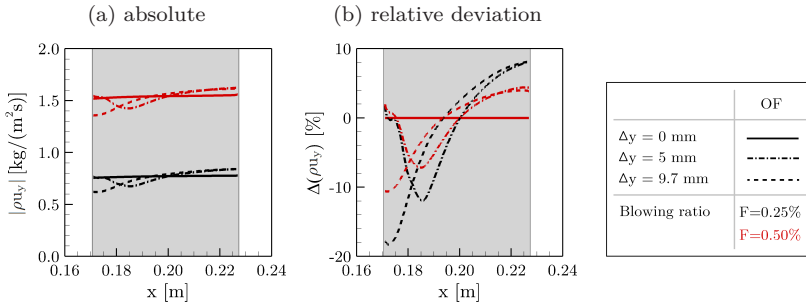 (a) absolute
(b) relative deviation
|ρu_y| [kg/(m²s)]
2.0
1.5
1.0
0.5
0.0
0.16 0.18 0.20 0.22 0.24
x [m]
Δ(ρu_y) [%]
10
0
-10
-20
0.16 0.18 0.20 0.22 0.24
x [m]
OF
Δy = 0 mm
Δy = 5 mm
Δy = 9.7 mm
Blowing ratio F=0.25%
F=0.50%